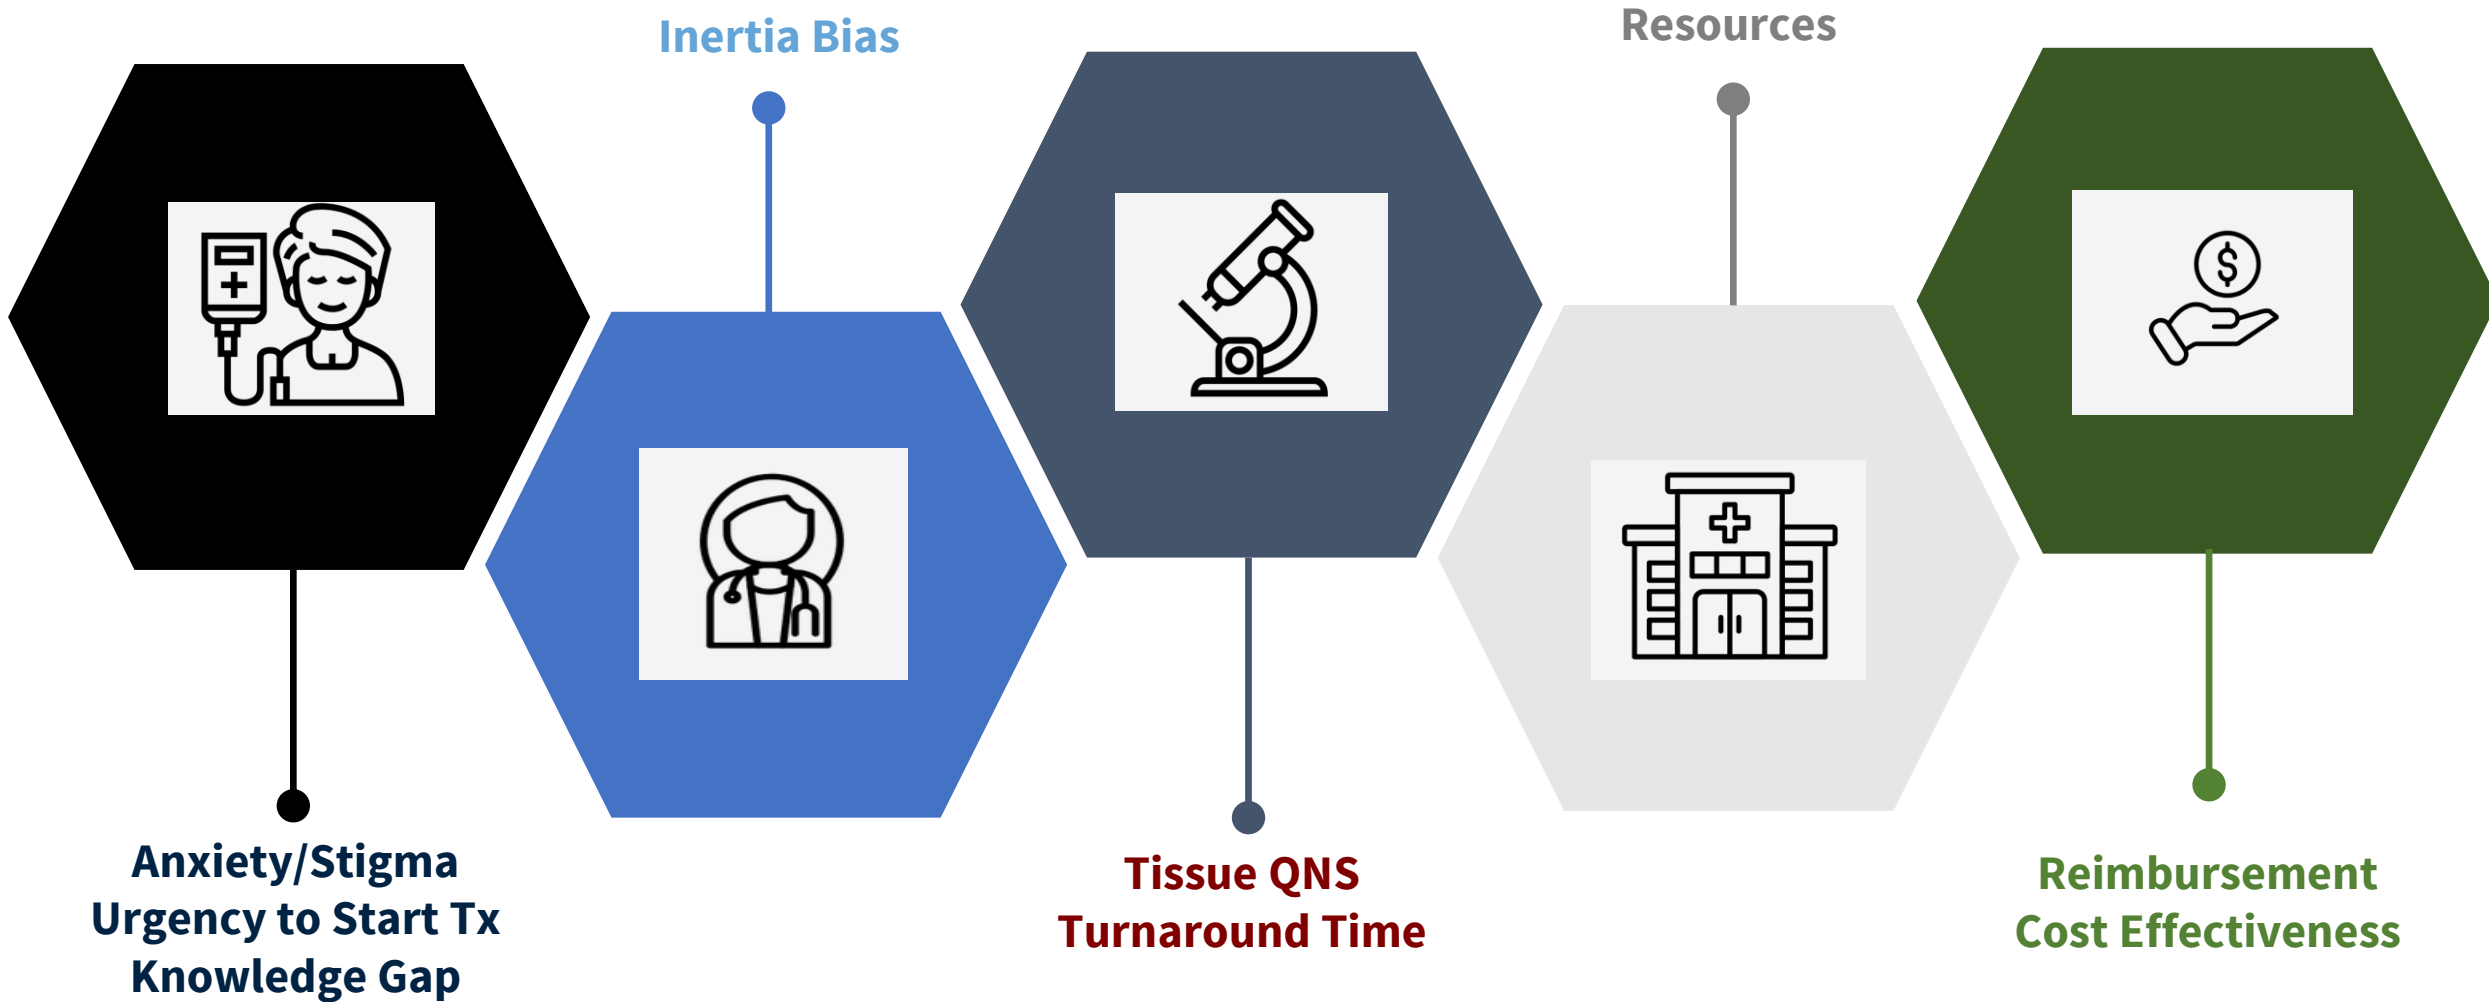 Inertia Bias
Resources
Anxiety/Stigma
Urgency to Start Tx
Knowledge Gap
Tissue QNS
Turnaround Time
Reimbursement
Cost Effectiveness
$